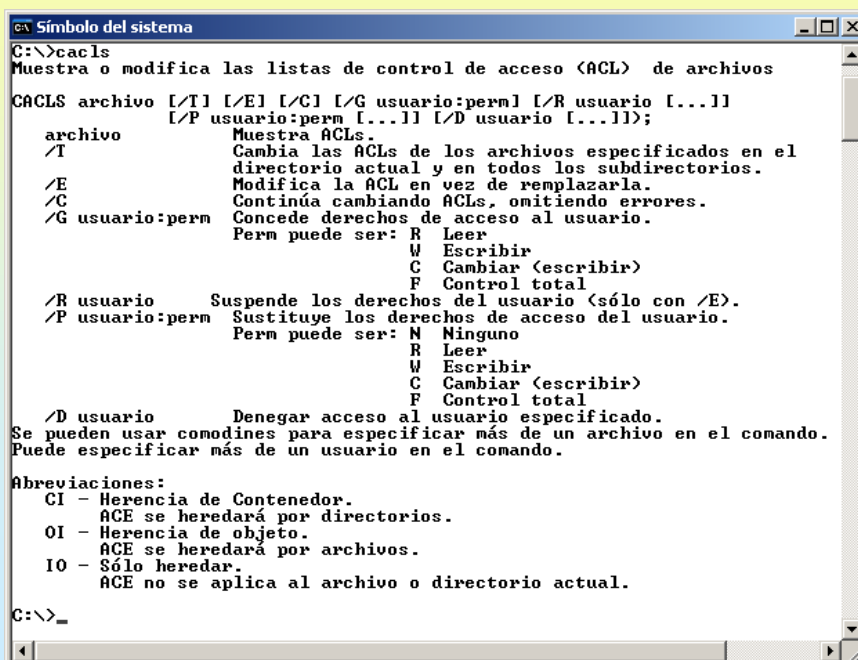 Símbolo del sistema
C:\>cacls
Muestra o modifica las listas de control de acceso (ACL)  de archivos

CACLS archivo [/T] [/E] [/C] [/G usuario:perm] [/R usuario [...]]
              [/P usuario:perm [...]] [/D usuario [...]]);
   archivo          Muestra ACLs.
   /T               Cambia las ACLs de los archivos especificados en el
                    directorio actual y en todos los subdirectorios.
   /E               Modifica la ACL en vez de remplazarla.
   /C               Continúa cambiando ACLs, omitiendo errores.
   /G usuario:perm  Concede derechos de acceso al usuario.
                    Perm puede ser: R  Leer
                                    W  Escribir
                                    C  Cambiar (escribir)
                                    F  Control total
   /R usuario     Suspende los derechos del usuario (sólo con /E).
   /P usuario:perm  Sustituye los derechos de acceso del usuario.
                    Perm puede ser: N  Ninguno
                                    R  Leer
                                    W  Escribir
                                    C  Cambiar (escribir)
                                    F  Control total
   /D usuario       Denegar acceso al usuario especificado.
Se pueden usar comodines para especificar más de un archivo en el comando.
Puede especificar más de un usuario en el comando.

Abreviaciones:
   CI - Herencia de Contenedor.
        ACE se heredará por directorios.
   OI - Herencia de objeto.
        ACE se heredará por archivos.
   IO - Sólo heredar.
        ACE no se aplica al archivo o directorio actual.

C:\>_